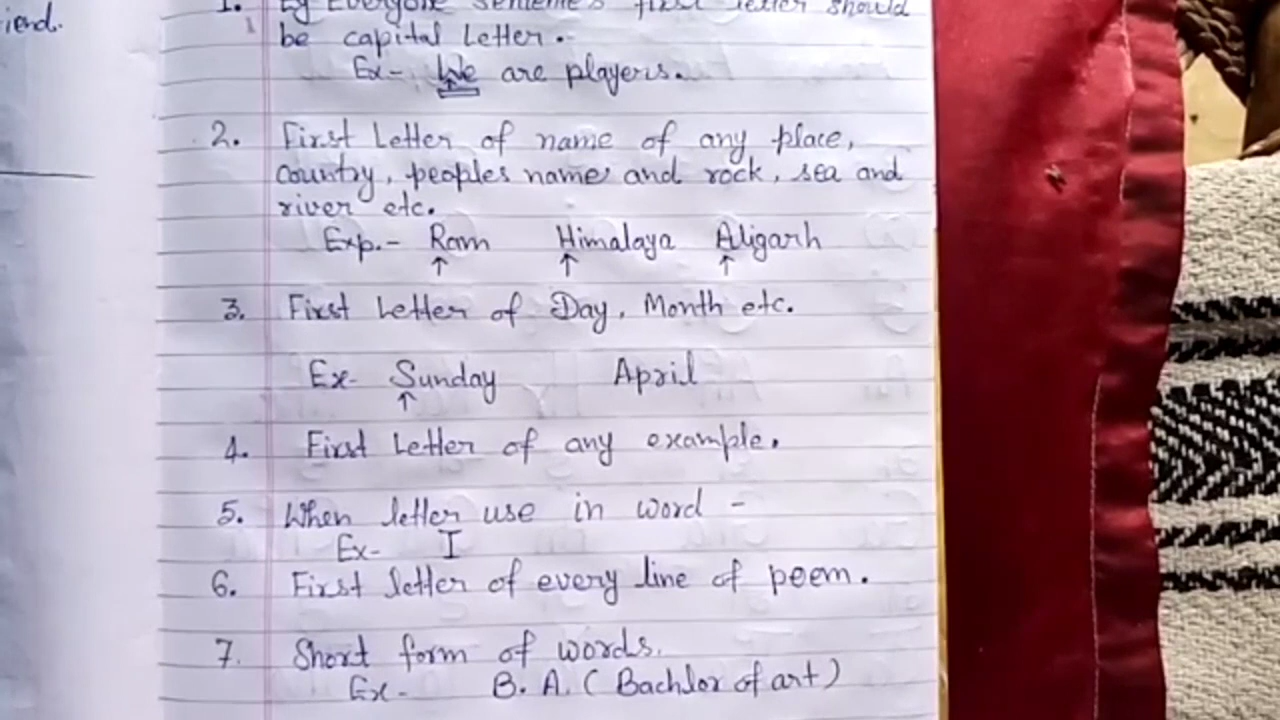 iend.
1. Eg Everyone sentence's first letter should
be capital letter.
Ex- We are players.
2. First letter of name of any place,
country, peoples name and rock, sea and
river etc.
Exp.- Ram Himalaya Aligarh
3. First letter of Day, Month etc.
Ex- Sunday April
4. First letter of any example.
5. When letter use in word -
Ex- I
6. First letter of every line of poem.
7. Short form of words.
Ex- B. A. ( Bachlor of art )